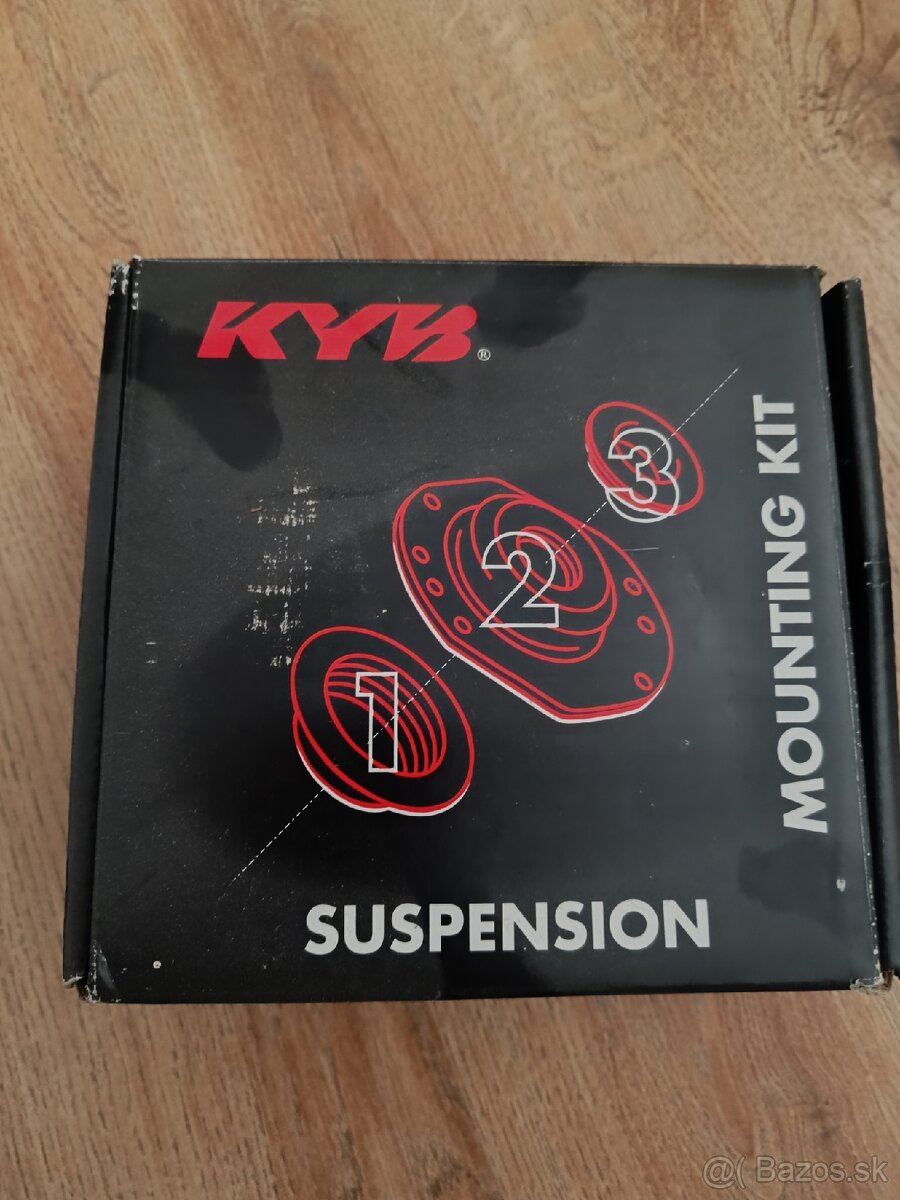 KYB®
3
2
1
MOUNTING KIT
SUSPENSION
@( Bazos.sk